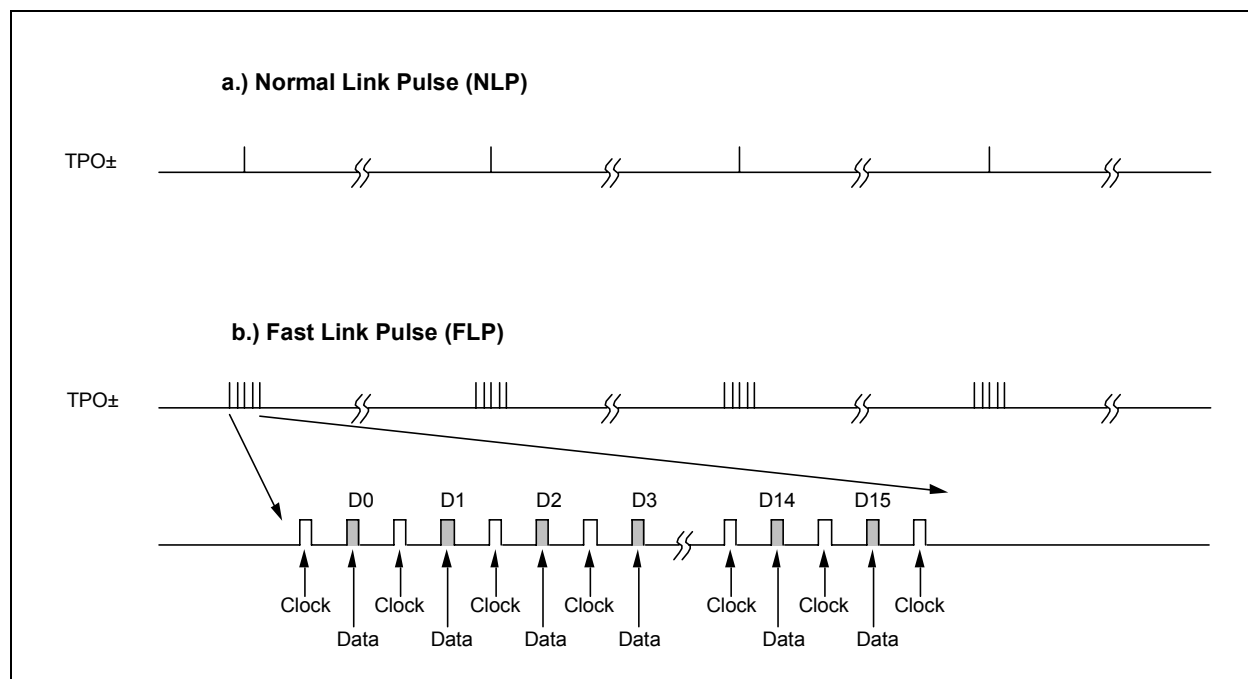 a.) Normal Link Pulse (NLP)
TPO±
b.) Fast Link Pulse (FLP)
TPO±
D0 D1 D2 D3 D14 D15
Clock Clock Clock Clock Clock Clock Clock
Data Data Data Data Data Data